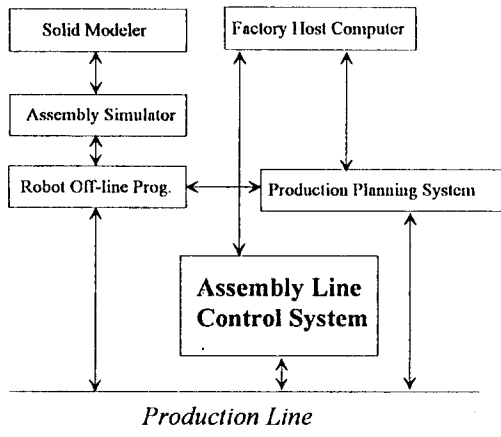 Solid Modeler
Factory Host Computer
Assembly Simulator
Robot Off-line Prog.
Production Planning System
Assembly Line
Control System
Production Line